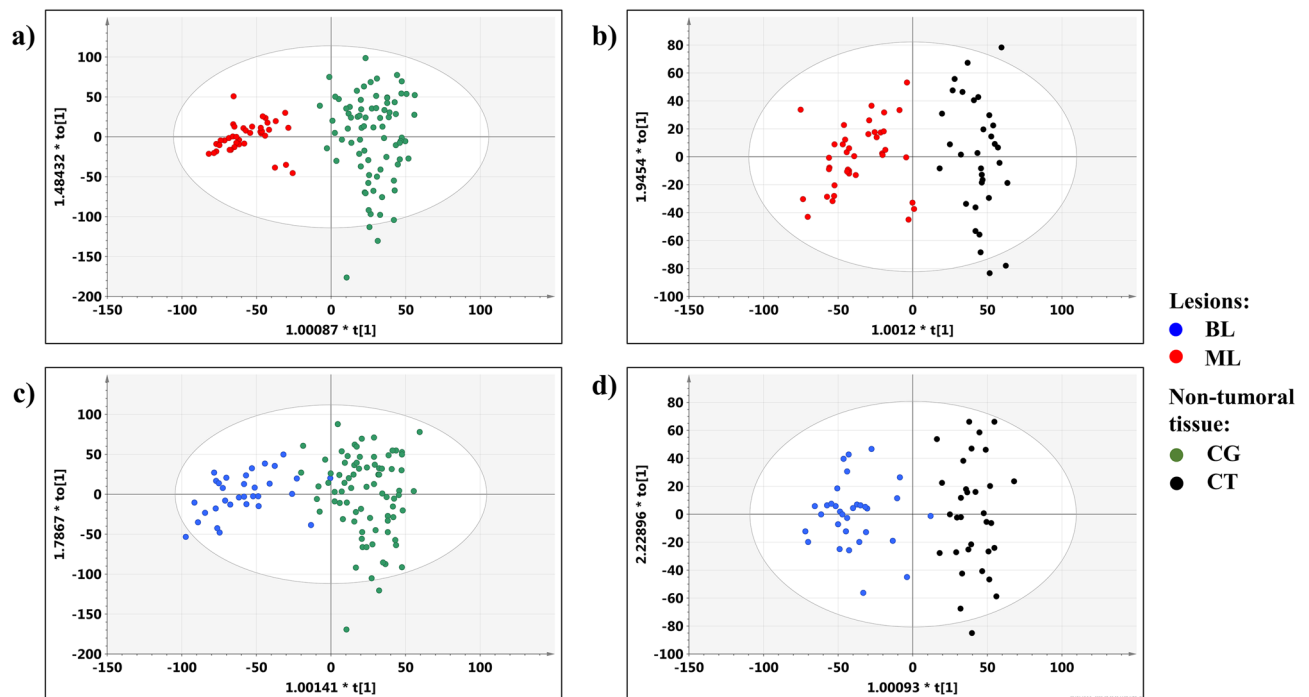 a)
100
50
0
-50
-100
-150
-200
1.48432 * to[1]
-150 -100 -50 0 50 100
1.00087 * t[1]
b)
80
60
40
20
0
-20
-40
-60
-80
-100
1.9454 * to[1]
-150 -100 -50 0 50 100
1.0012 * t[1]
c)
100
50
0
-50
-100
-150
-200
1.7867 * to[1]
-150 -100 -50 0 50 100
1.00141 * t[1]
d)
80
60
40
20
0
-20
-40
-60
-80
-100
2.22896 * to[1]
-150 -100 -50 0 50 100
1.00093 * t[1]
Lesions:
BL
ML
Non-tumoral
tissue:
CG
CT